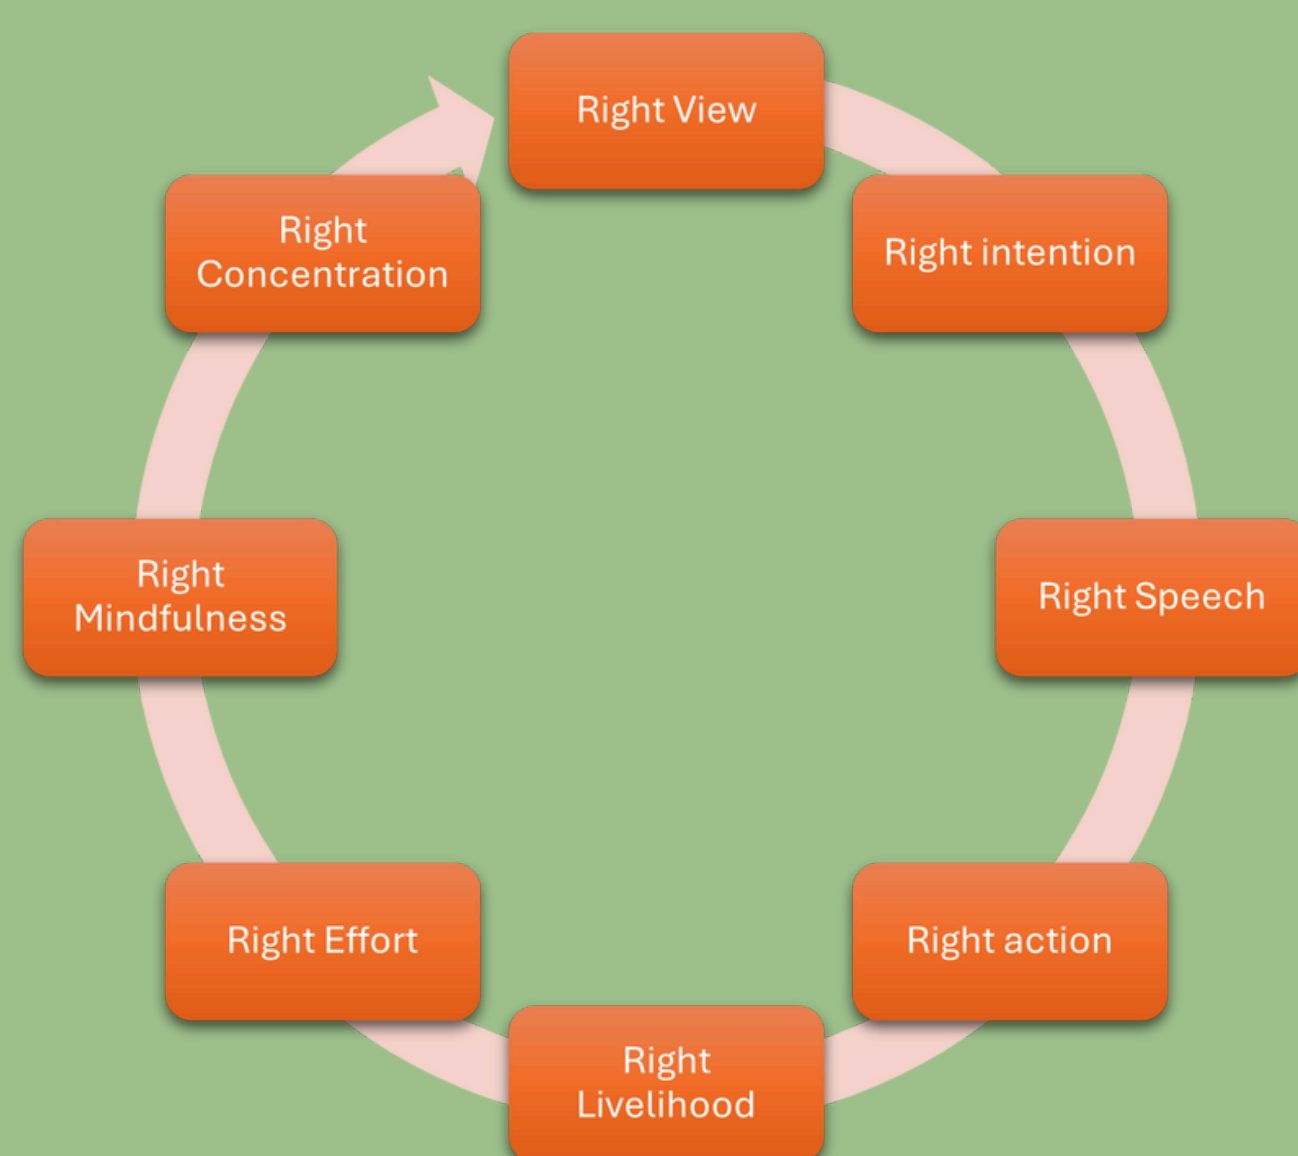 Right View
Right intention
Right Speech
Right action
Right
Livelihood
Right Effort
Right
Mindfulness
Right
Concentration